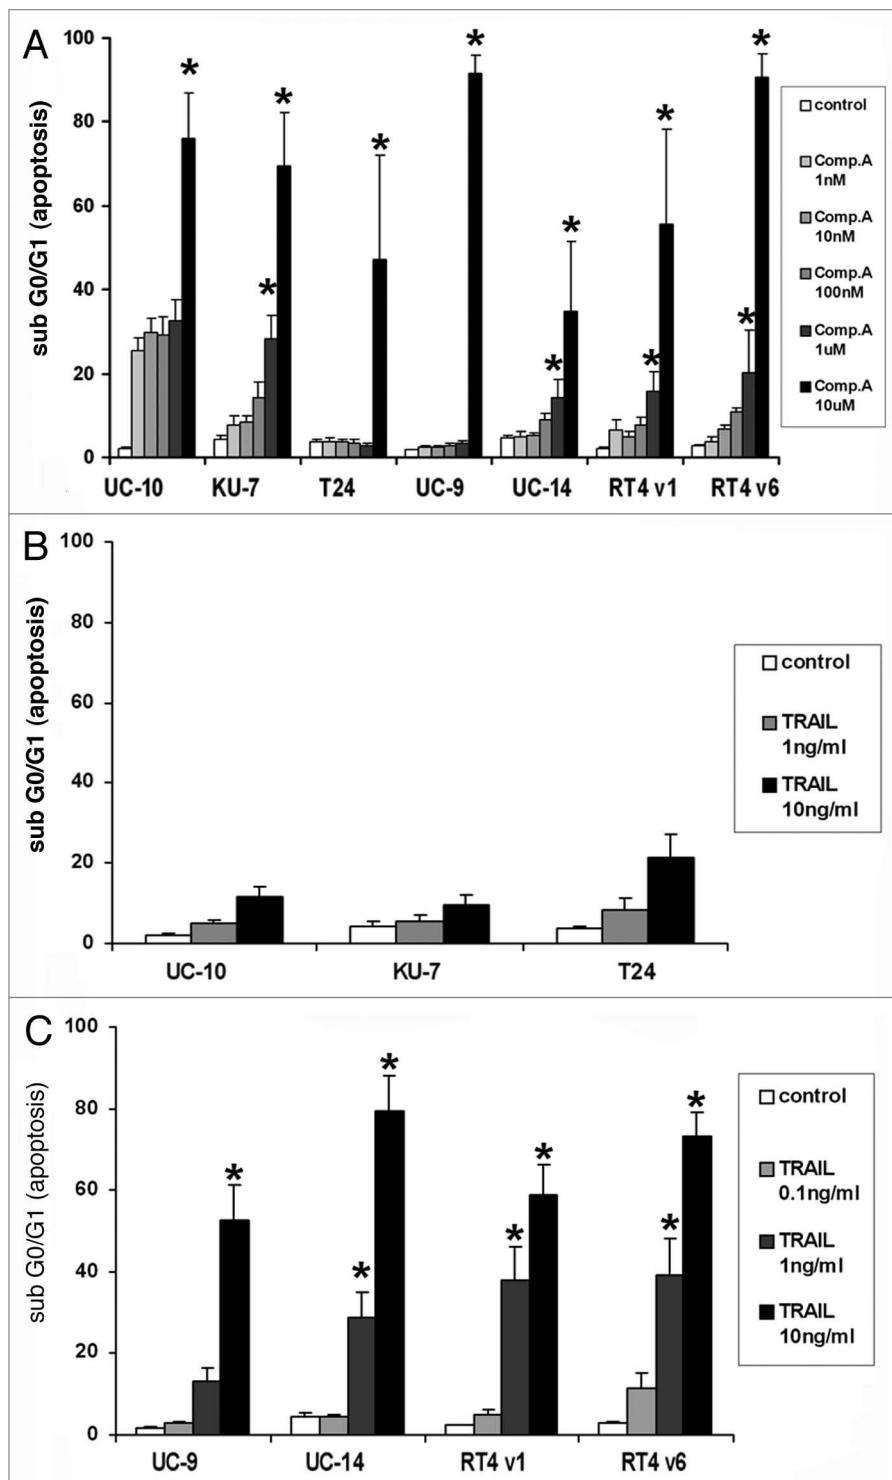 A
sub G0/G1 (apoptosis)
100
80
60
40
20
0
* * * * * * * * * * *
UC-10 KU-7 T24 UC-9 UC-14 RT4 v1 RT4 v6
control
Comp.A
1nM
Comp.A
10nM
Comp.A
100nM
Comp.A
1uM
Comp.A
10uM
B
sub G0/G1 (apoptosis)
100
80
60
40
20
0
UC-10 KU-7 T24
control
TRAIL
1ng/ml
TRAIL
10ng/ml
C
sub G0/G1 (apoptosis)
100
80
60
40
20
0
* * * * * * *
UC-9 UC-14 RT4 v1 RT4 v6
control
TRAIL
0.1ng/ml
TRAIL
1ng/ml
TRAIL
10ng/ml